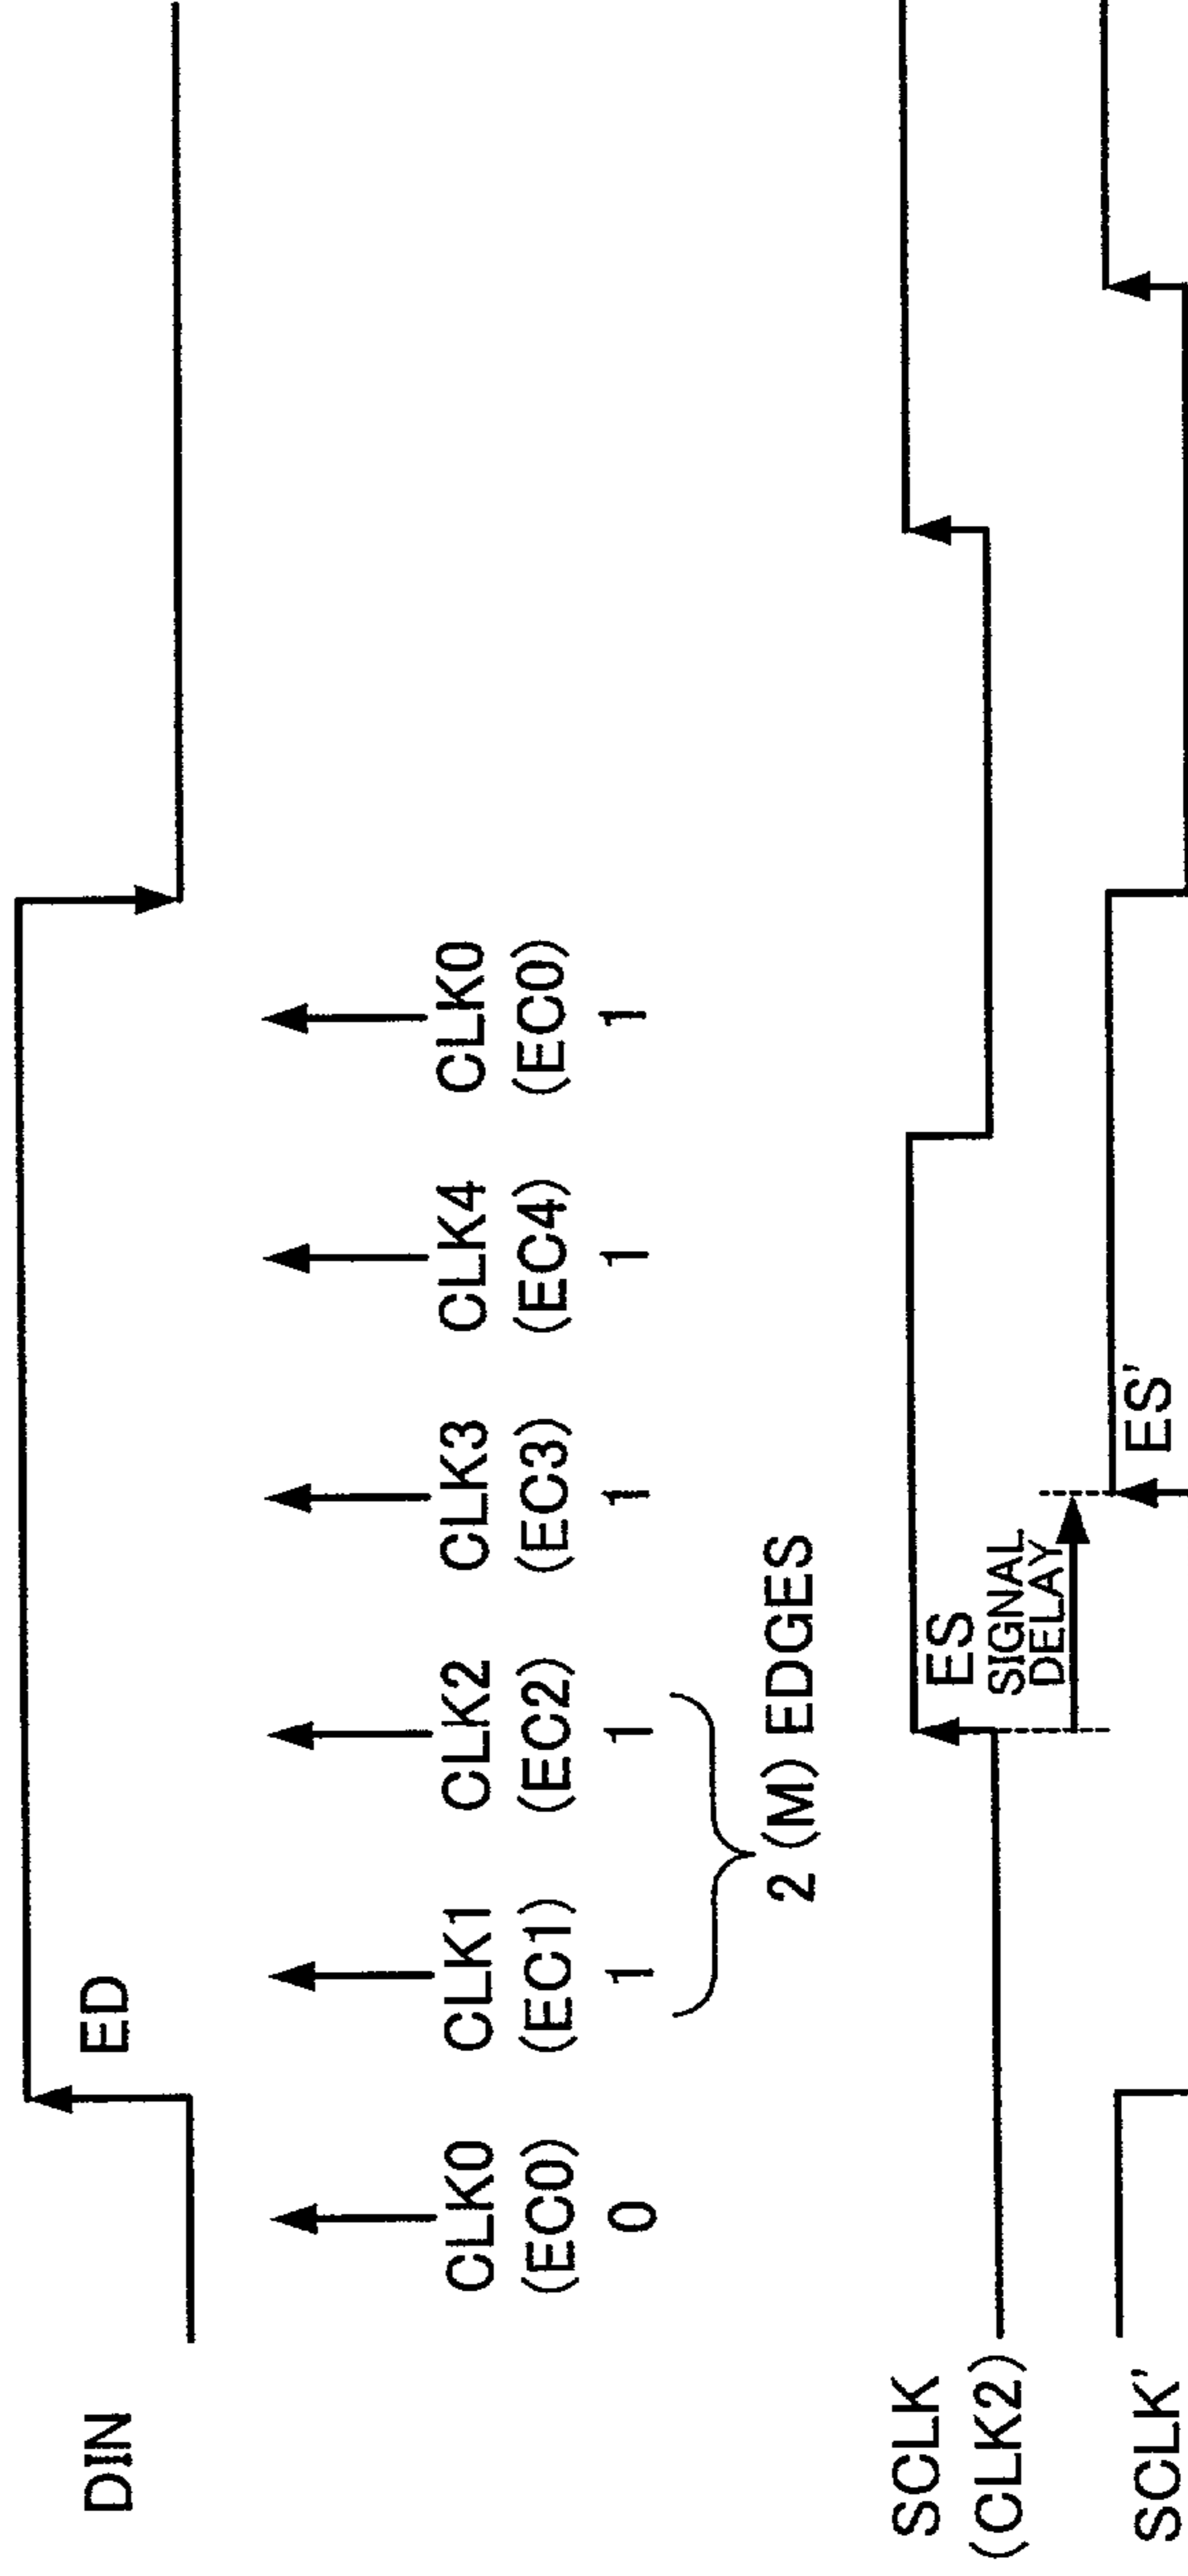 DIN
ED
CLK0 CLK1 CLK2 CLK3 CLK4 CLK0
(EC0) (EC1) (EC2) (EC3) (EC4) (EC0)
0 1 1 1 1 1
2 (M) EDGES
SCLK
(CLK2)
ES
SIGNAL
DELAY
SCLK'
ES'